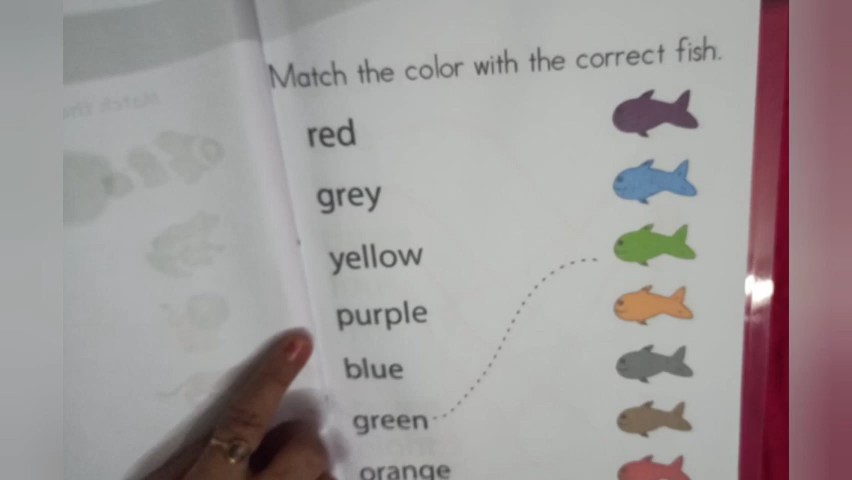 Match the color with the correct fish.
red
grey
yellow
purple
blue
green
orange